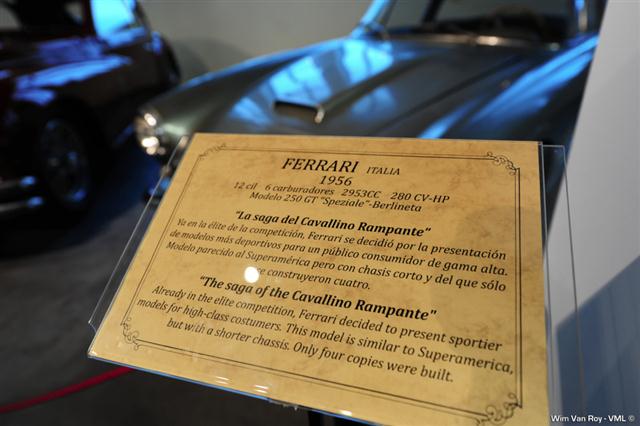 FERRARI ITALIA
1956
12 cil 6 carburadores 2953CC 280 CV-HP
Modelo 250 GT "Speziale"-Berlineta
"La saga del Cavallino Rampante"
Ya en la élite de la competición, Ferrari se decidió por la presentación
de modelos más deportivos para un público consumidor de gama alta.
Modelo parecido al Superamérica pero con chasis corto y del que sólo
se construyeron cuatro.
"The saga of the Cavallino Rampante"
Already in the elite competition, Ferrari decided to present sportier
models for high-class costumers. This model is similar to Superamerica,
but with a shorter chassis. Only four copies were built.
Wim Van Roy - VML ©